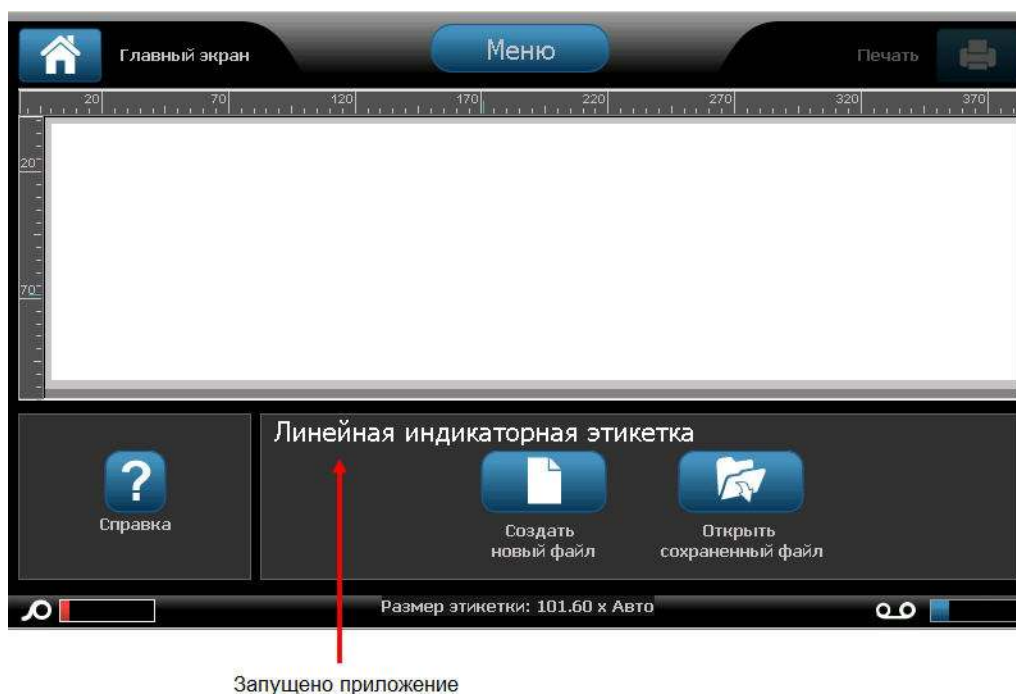 Главный экран
Меню
Печать
20 70 120 170 220 270 320 370
20
70
Линейная индикаторная этикетка
?
Справка
Создать
новый файл
Открыть
сохраненный файл
Размер этикетки: 101.60 x Авто
Запущено приложение